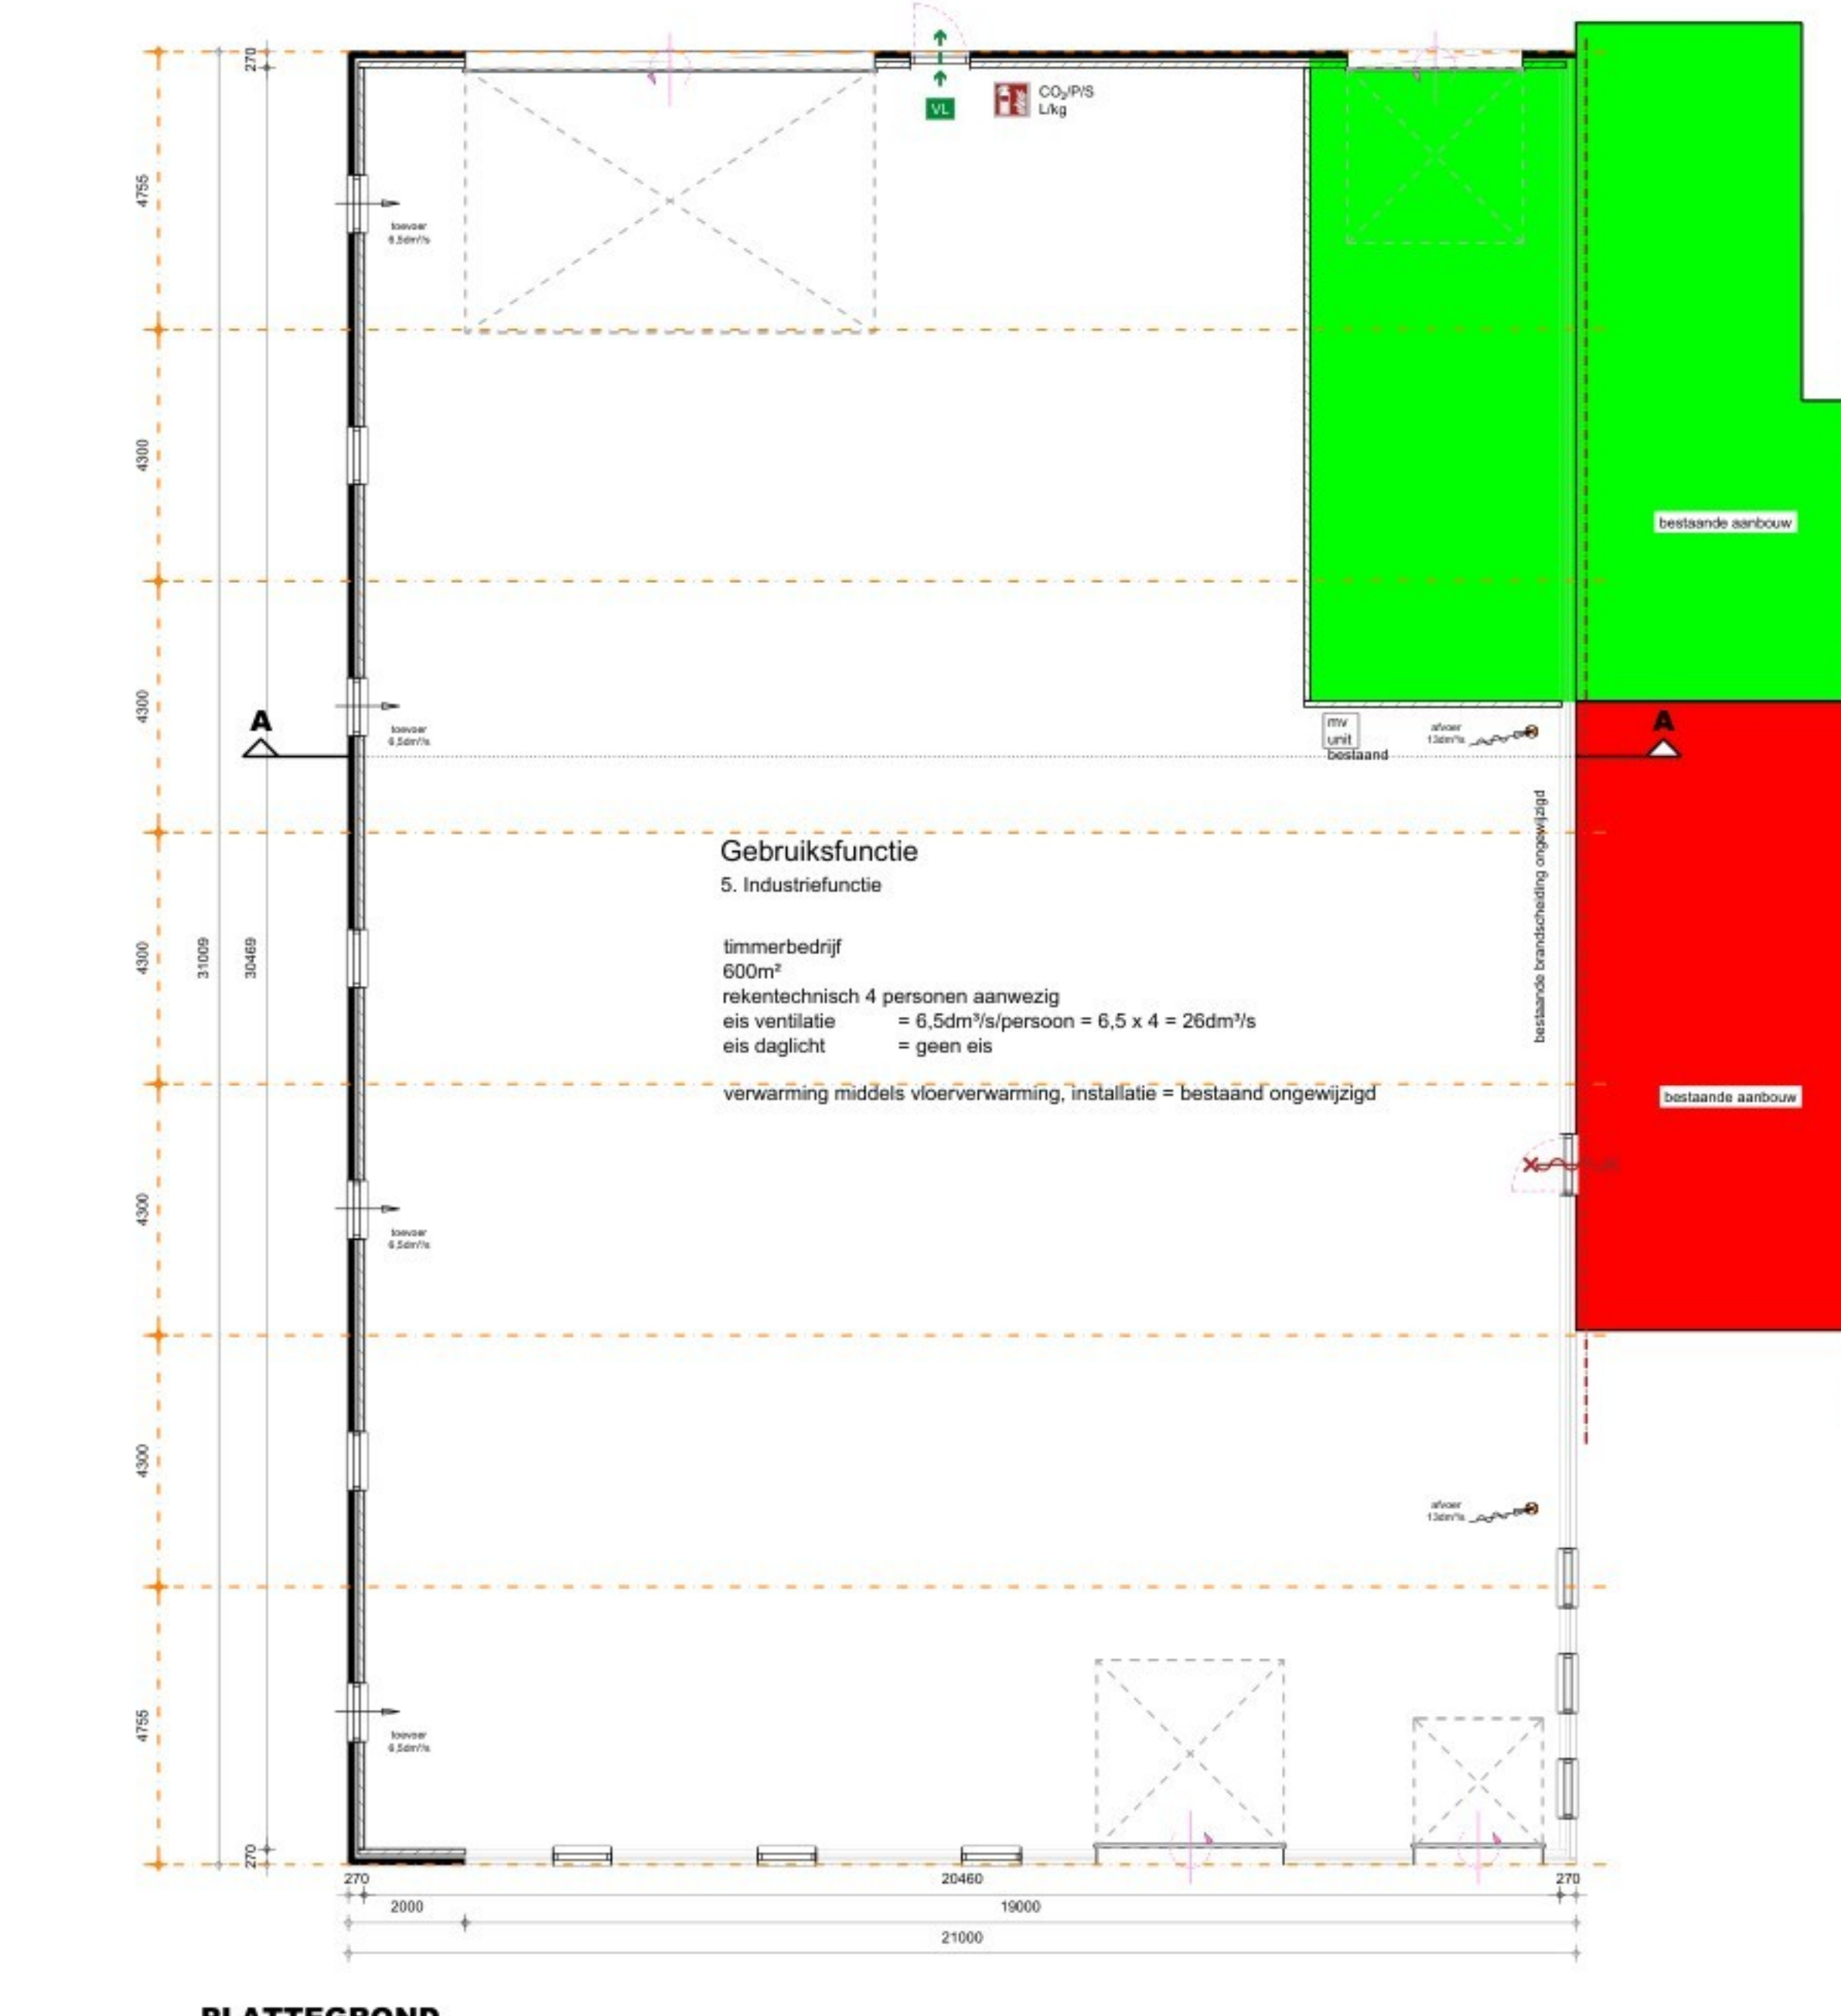 270
CO₂/P/S
L/kg
VL
4755
toevoer
6,5dm³/s
4300
bestaande aanbouw
4300
toevoer
6,5dm³/s
A
A
mv
unit
bestaand
afvoer
13dm³/s
bestaande brandscheiding ongewijzigd
Gebruiksfunctie
5. Industriefunctie
timmerbedrijf
600m²
rekentechnisch 4 personen aanwezig
eis ventilatie = 6,5dm³/s/persoon = 6,5 x 4 = 26dm³/s
eis daglicht = geen eis
verwarming middels vloerverwarming, installatie = bestaand ongewijzigd
31009
30469
4300
bestaande aanbouw
4300
toevoer
6,5dm³/s
4300
afvoer
13dm³/s
4755
toevoer
6,5dm³/s
270
270
20460
270
2000
19000
21000
PLATTEGROND